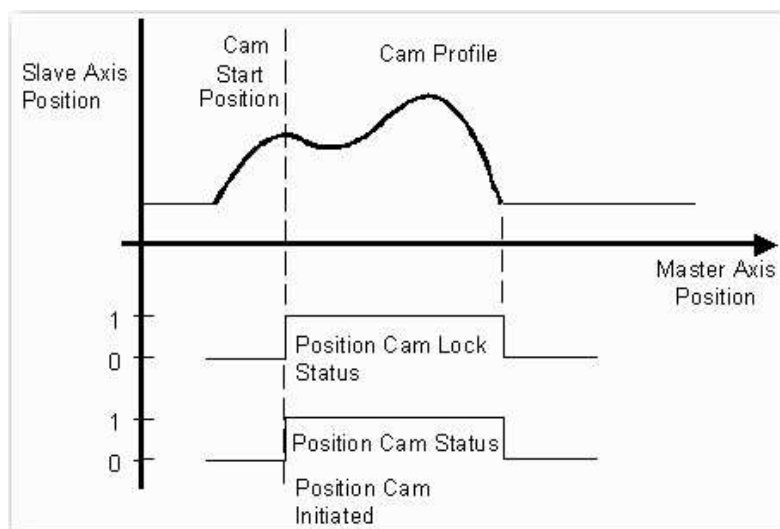 Cam
Start
Position
Cam Profile
Slave Axis
Position
Master Axis
Position
1
0
Position Cam Lock
Status
1
0
Position Cam Status
Position Cam
Initiated